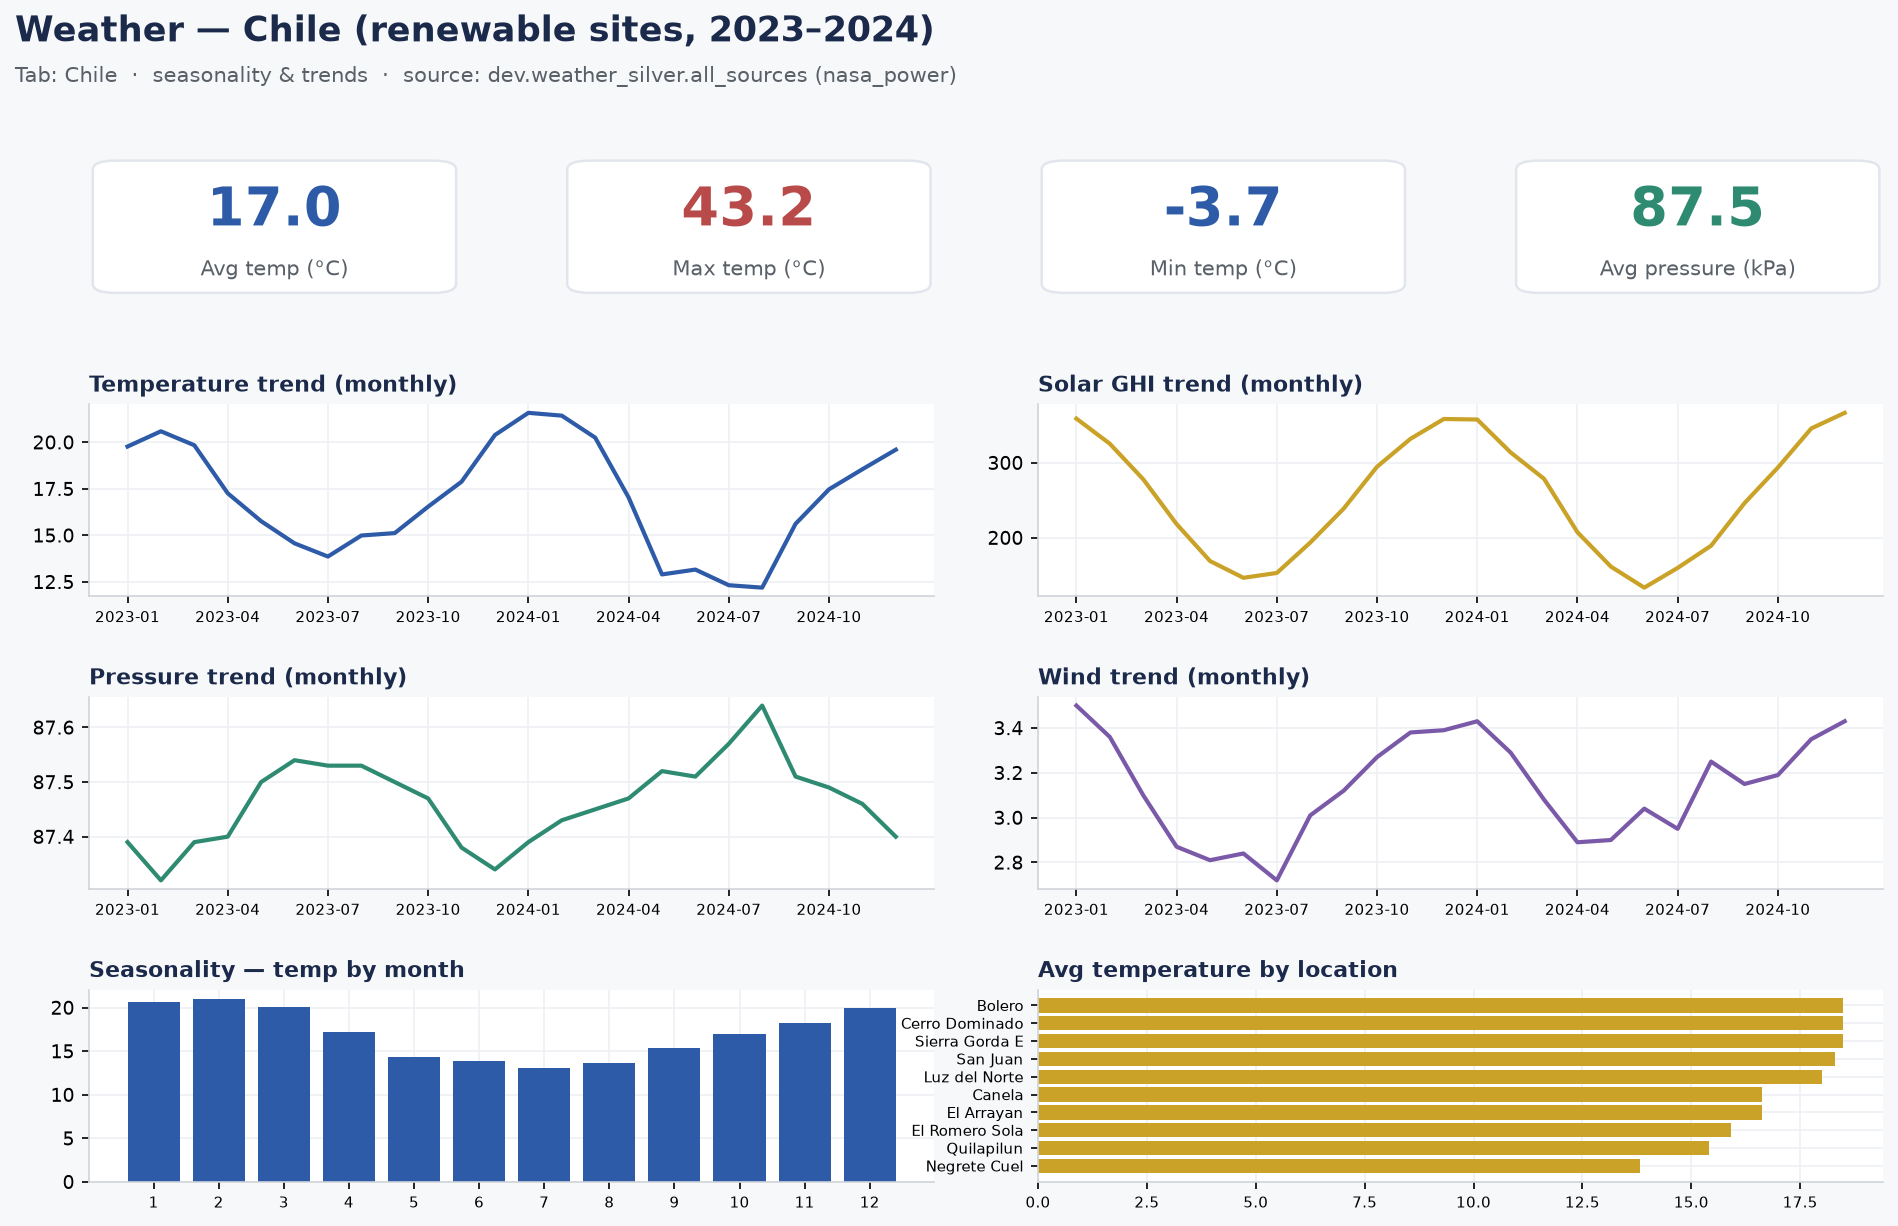 Weather — Chile (renewable sites, 2023–2024)
Tab: Chile · seasonality & trends · source: dev.weather_silver.all_sources (nasa_power)
17.0
Avg temp (°C)
43.2
Max temp (°C)
-3.7
Min temp (°C)
87.5
Avg pressure (kPa)
Temperature trend (monthly)
20.0
17.5
15.0
12.5
2023-01 2023-04 2023-07 2023-10 2024-01 2024-04 2024-07 2024-10
Solar GHI trend (monthly)
300
200
2023-01 2023-04 2023-07 2023-10 2024-01 2024-04 2024-07 2024-10
Pressure trend (monthly)
87.6
87.5
87.4
2023-01 2023-04 2023-07 2023-10 2024-01 2024-04 2024-07 2024-10
Wind trend (monthly)
3.4
3.2
3.0
2.8
2023-01 2023-04 2023-07 2023-10 2024-01 2024-04 2024-07 2024-10
Seasonality — temp by month
20
15
10
5
0
1 2 3 4 5 6 7 8 9 10 11 12
Avg temperature by location
Bolero
Cerro Dominado
Sierra Gorda E
San Juan
Luz del Norte
Canela
El Arrayan
El Romero Sola
Quilapilun
Negrete Cuel
0.0 2.5 5.0 7.5 10.0 12.5 15.0 17.5